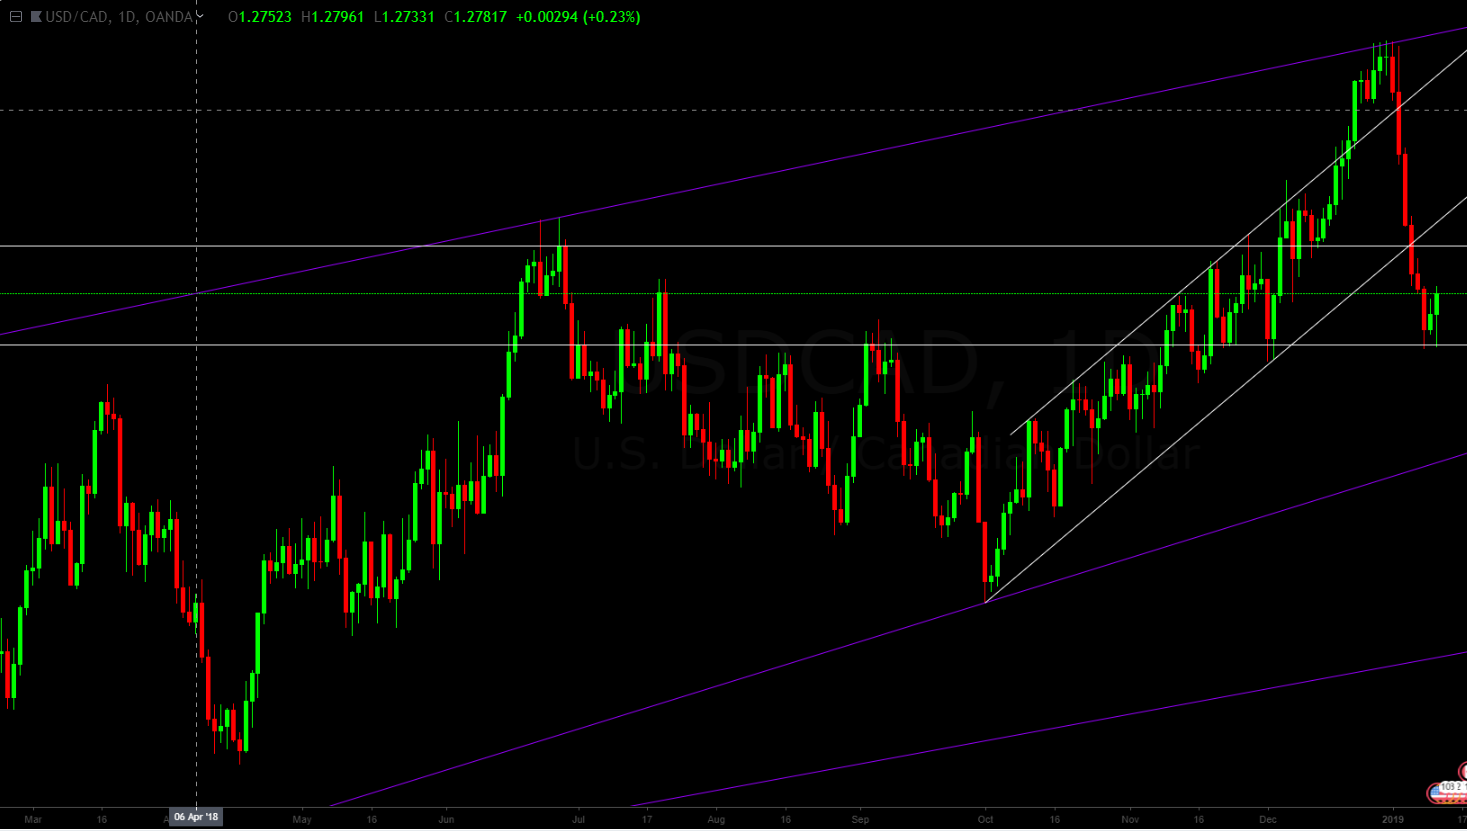 USD/CAD, 1D, OANDA O1.27523 H1.27961 L1.27331 C1.27817 +0.00294 (+0.23%)
USDCAD, 1D
U.S. Dollar / Canadian Dollar
103 2
Mar 16 A 06 Apr '18 May 16 Jun Jul 17 Aug 16 Sep Oct 16 Nov 16 Dec 2019 17